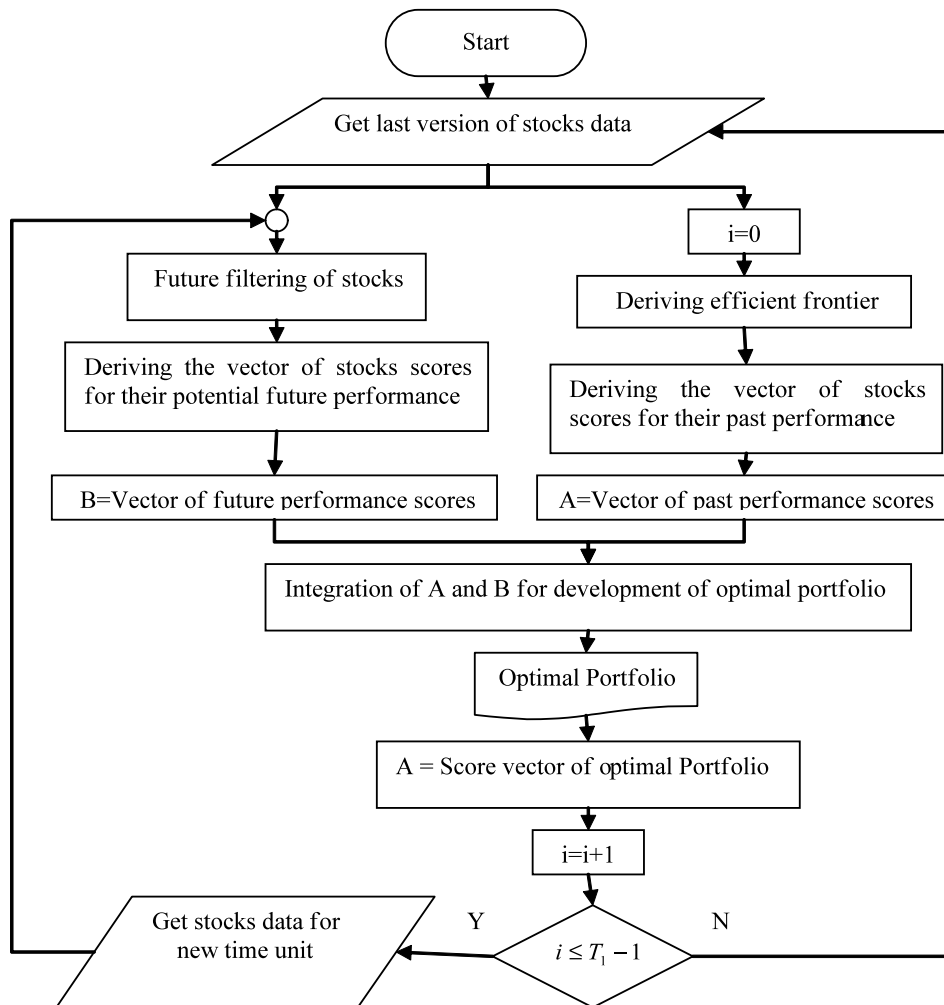 Start
Get last version of stocks data
i=0
Future filtering of stocks
Deriving efficient frontier
Deriving the vector of stocks scores
for their potential future performance
Deriving the vector of stocks
scores for their past performance
B=Vector of future performance scores
A=Vector of past performance scores
Integration of A and B for development of optimal portfolio
Optimal Portfolio
A = Score vector of optimal Portfolio
i=i+1
Get stocks data for
new time unit
Y
i ≤ T₁ − 1
N